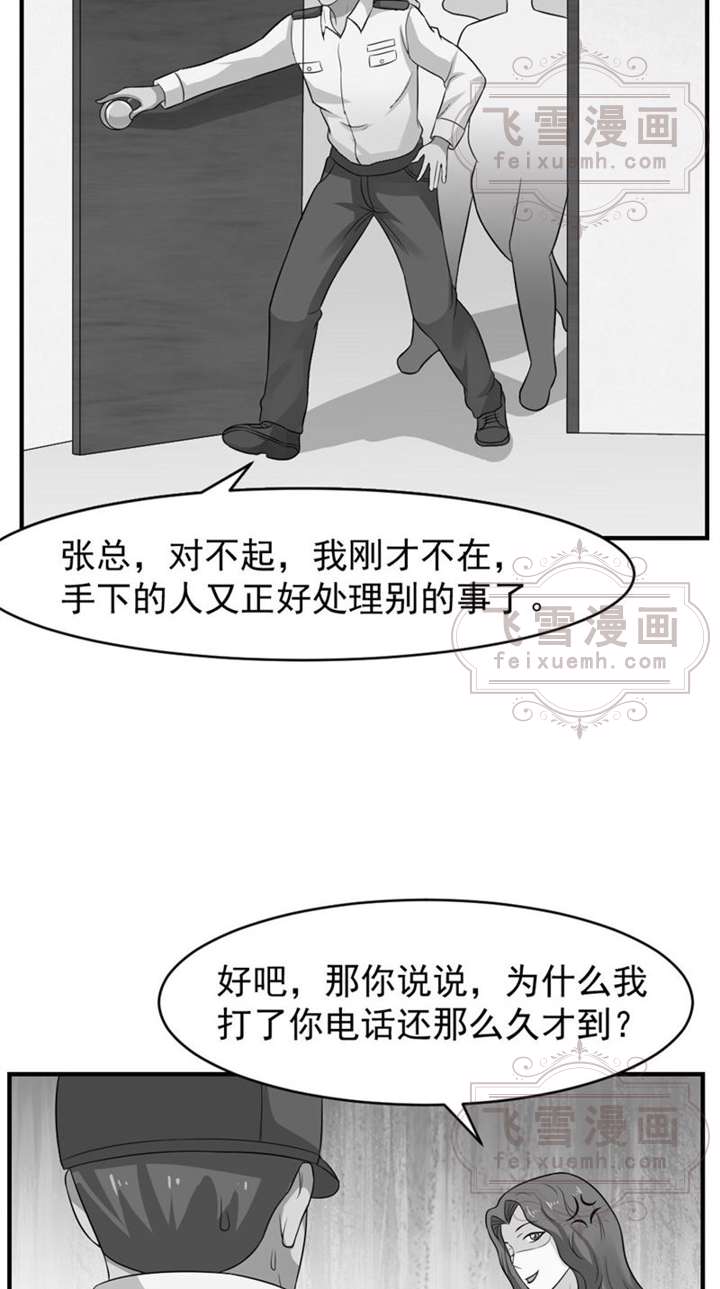 飞雪漫画
feixuemh.com
张总，对不起，我刚才不在，
手下的人又正好处理别的事了。
飞雪漫画
feixuemh.com
好吧，那你说说，为什么我
打了你电话还那么久才到？
飞雪漫画
feixuemh.com